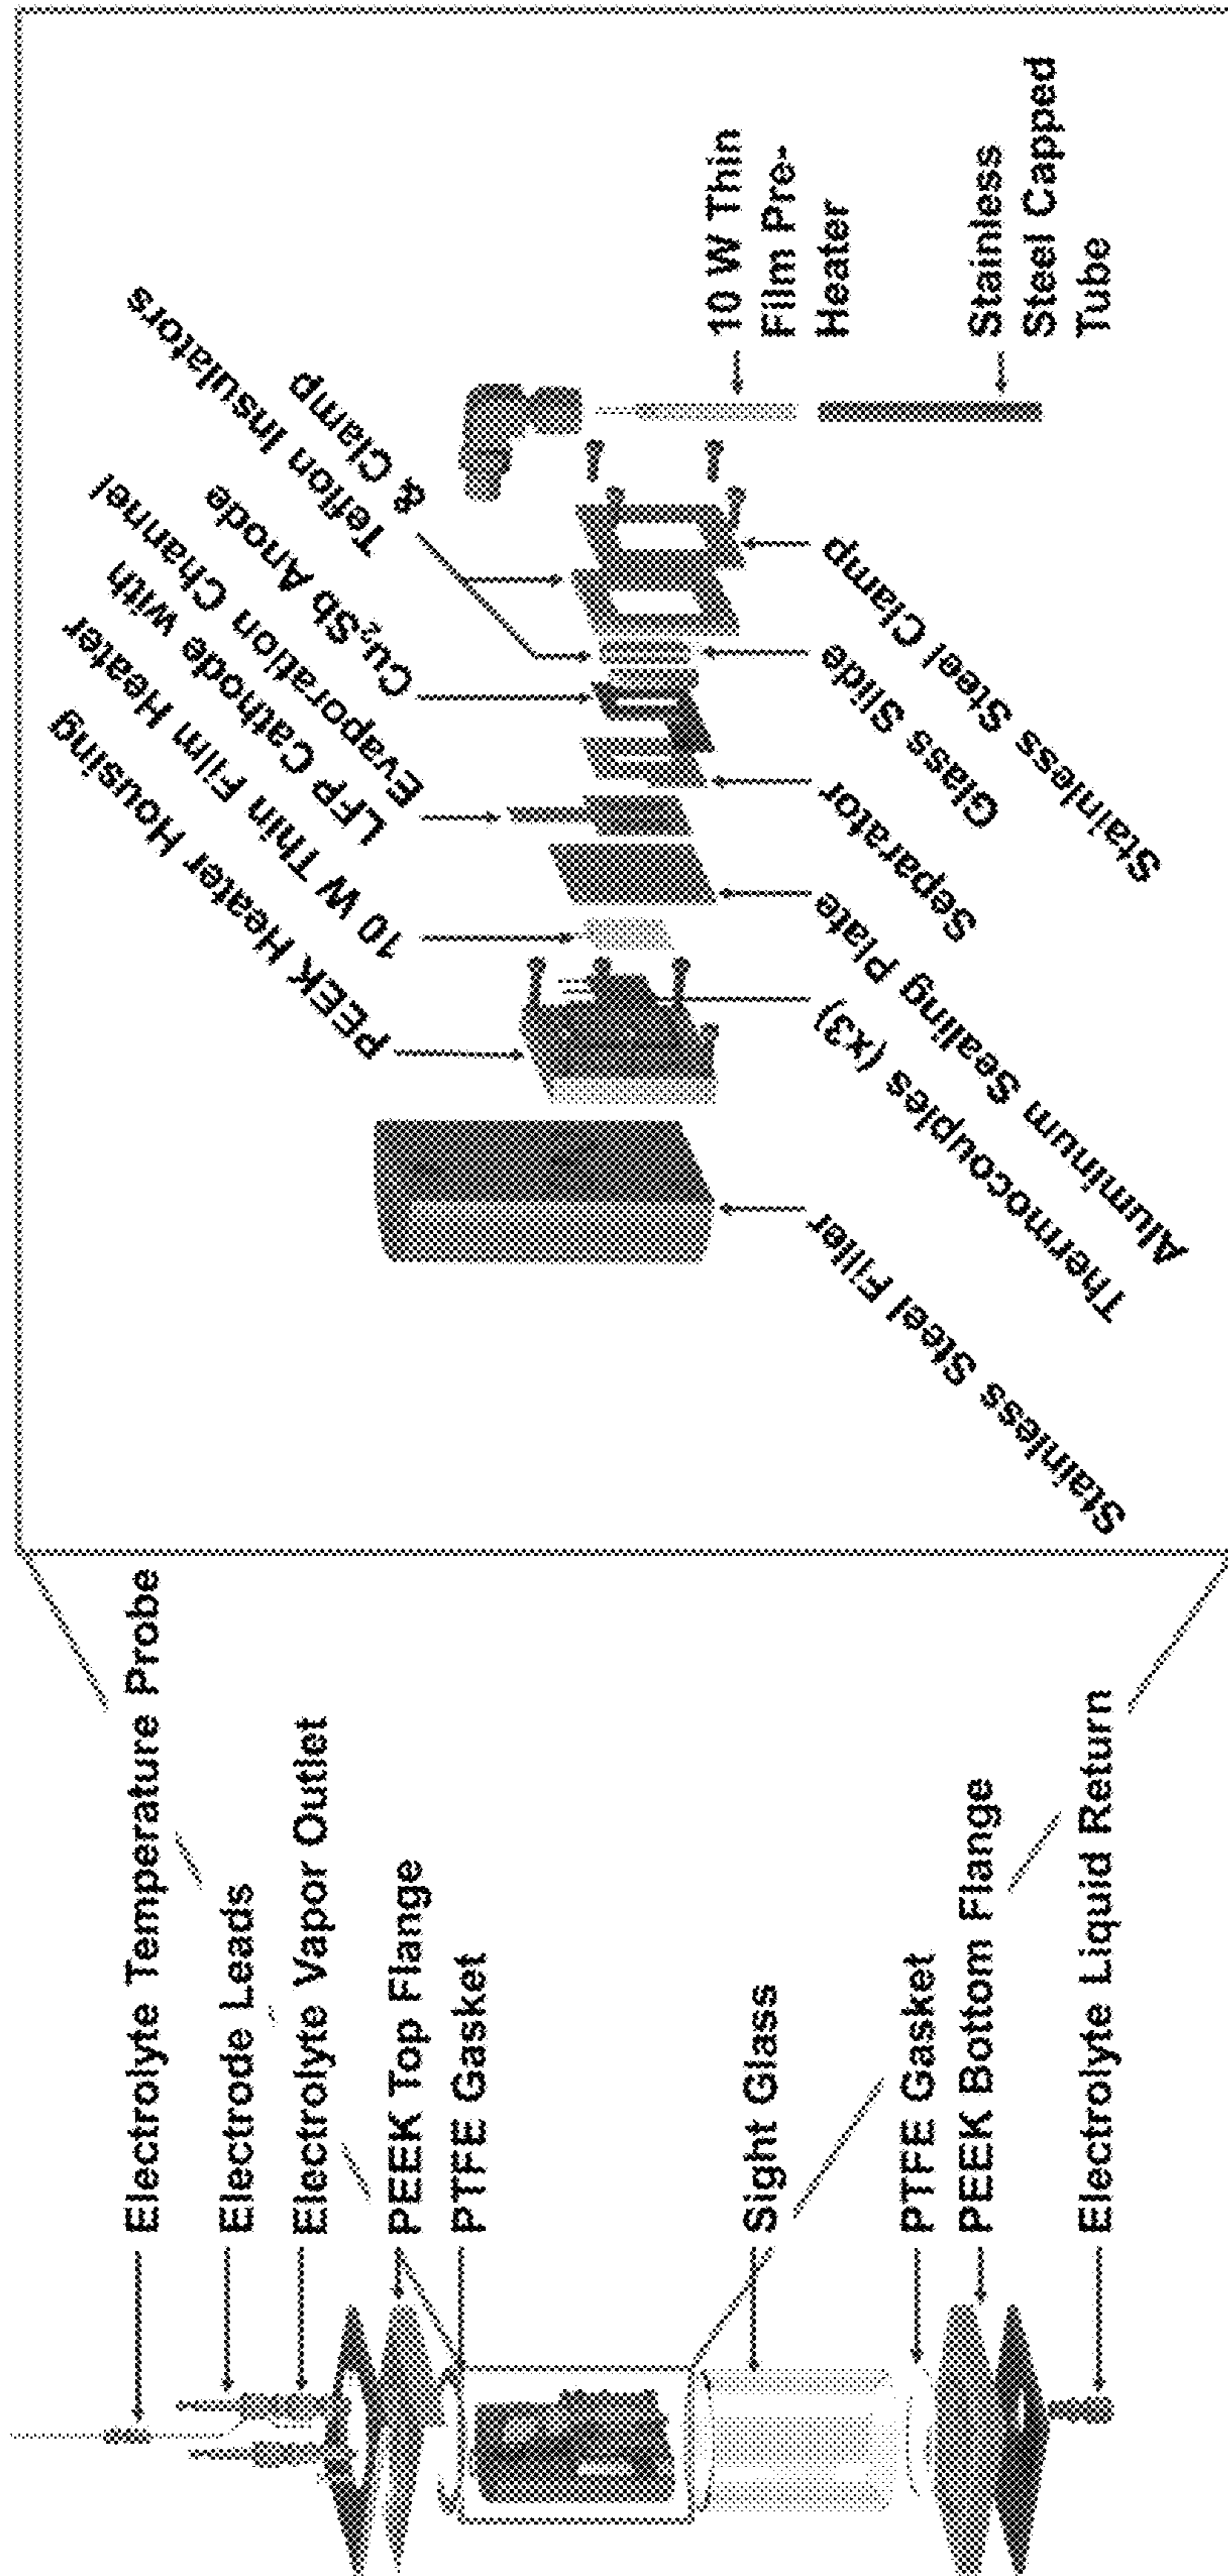 Electrolyte Temperature Probe
Electrode Leads
Electrolyte Vapor Outlet
PEEK Top Flange
PTFE Gasket
Sight Glass
PTFE Gasket
PEEK Bottom Flange
Electrolyte Liquid Return
PEEK Heater Housing
10 W Thin Film Heater
LFP Cathode with
Evaporation Channel
Cu₂Sb Anode
Teflon Insulators
& Clamp
10 W Thin
Film Pre-
Heater
Stainless
Steel Capped
Tube
Stainless Steel Filler
Thermocouples (x3)
Aluminum Sealing Plate
Separator
Glass Slide
Stainless Steel Clamp